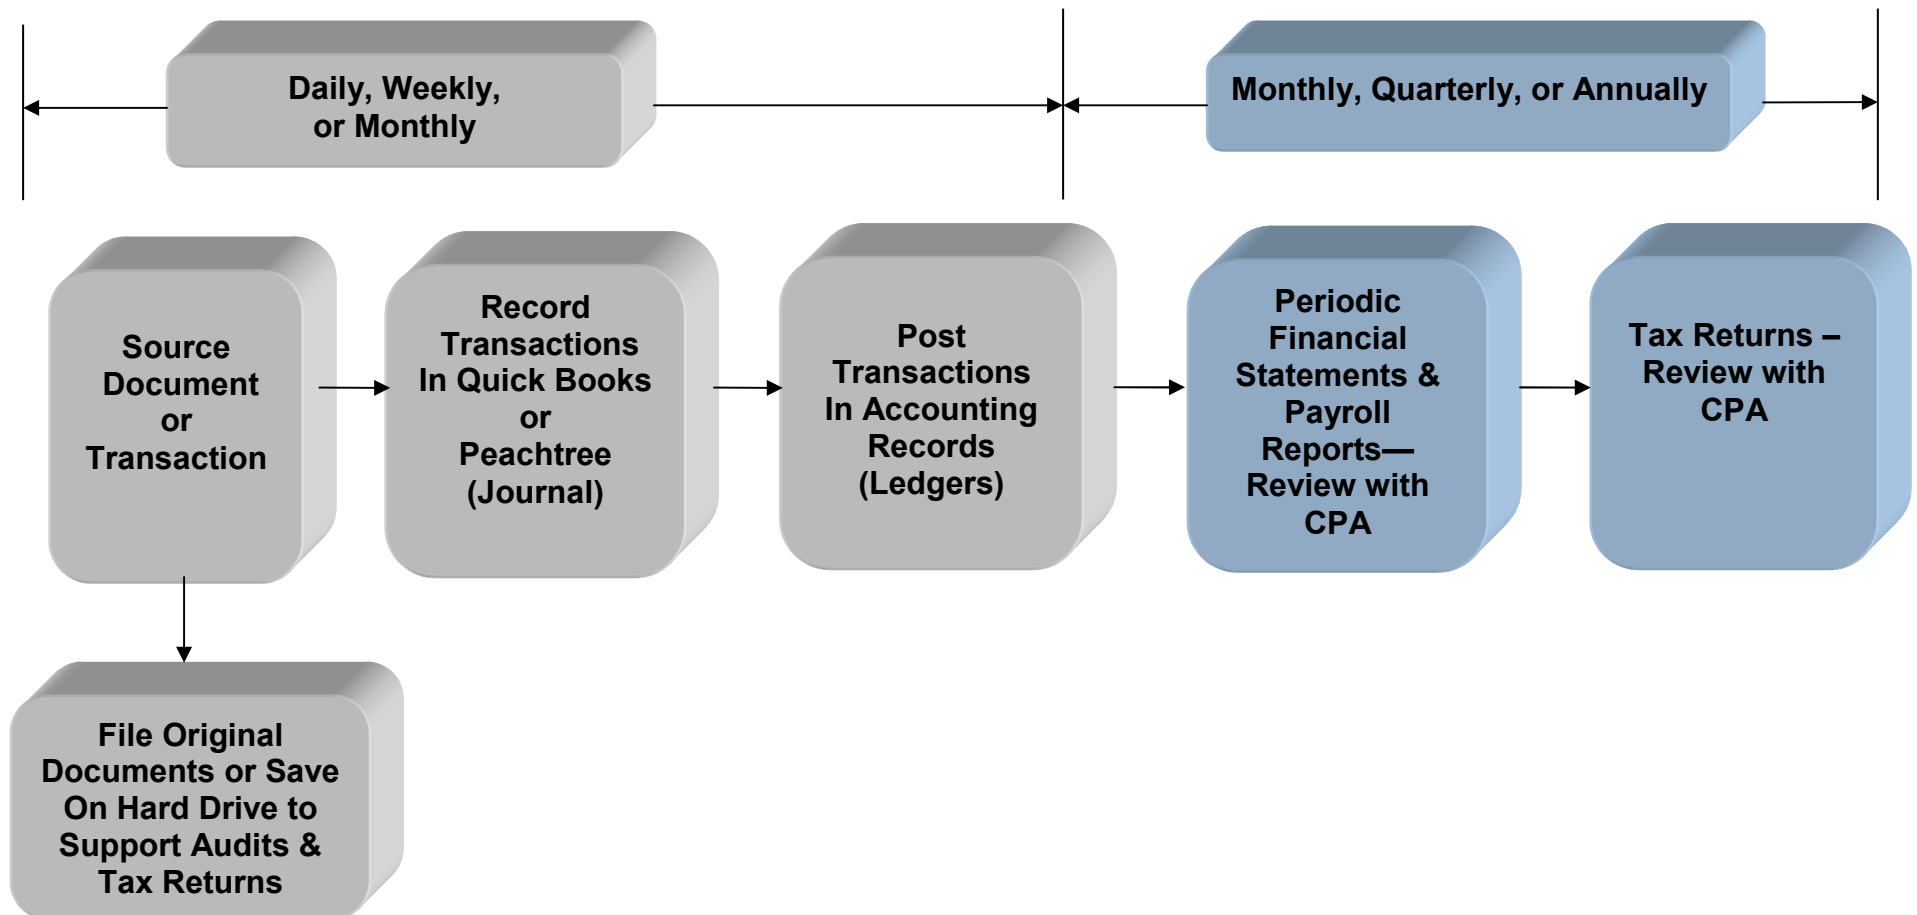 Daily, Weekly,
or Monthly
Monthly, Quarterly, or Annually
Source
Document
or
Transaction
Record
Transactions
In Quick Books
or
Peachtree
(Journal)
Post
Transactions
In Accounting
Records
(Ledgers)
Periodic
Financial
Statements &
Payroll
Reports—
Review with
CPA
Tax Returns –
Review with
CPA
File Original
Documents or Save
On Hard Drive to
Support Audits &
Tax Returns